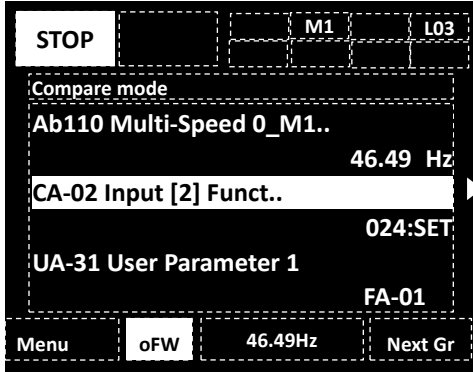 STOP M1 L03
Compare mode
Ab110 Multi-Speed 0_M1..
46.49 Hz
CA-02 Input [2] Funct..
024:SET
UA-31 User Parameter 1
FA-01
Menu oFW 46.49Hz Next Gr